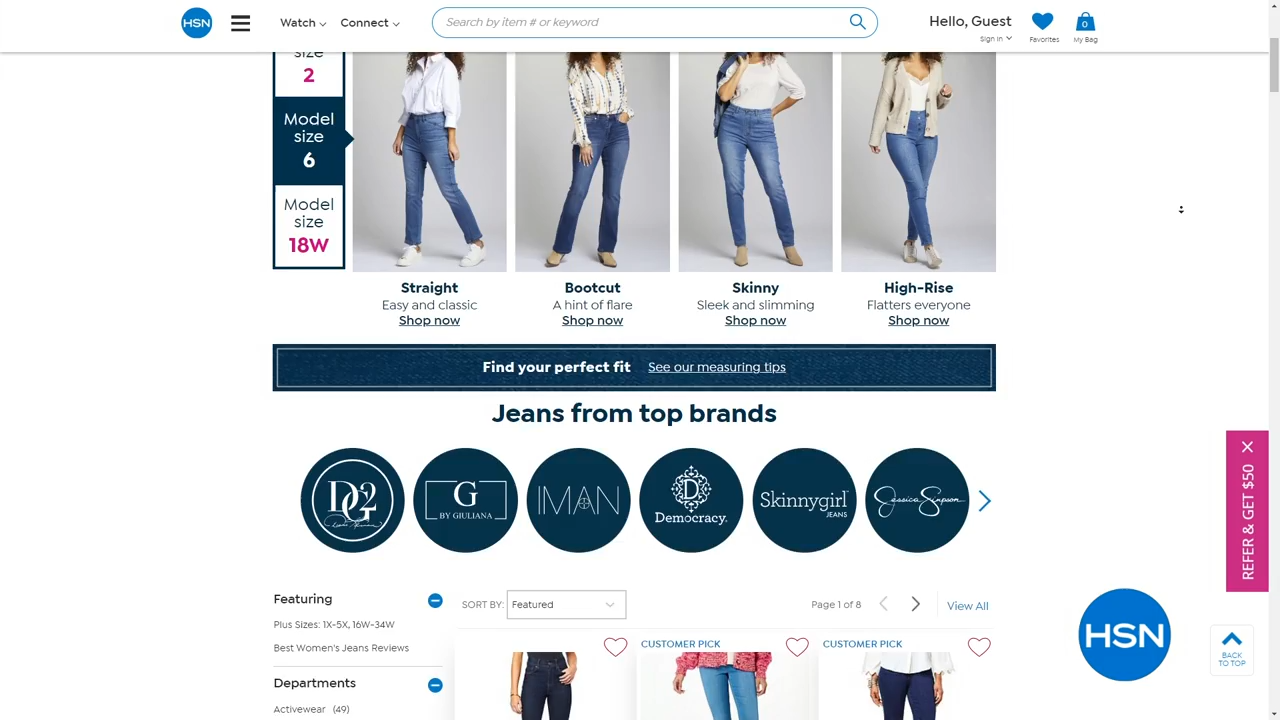 HSN
Watch
Connect
Search by item # or keyword
Hello, Guest
Sign In
Favorites
0
My Bag
size
2
Model
size
6
Model
size
18W
Straight
Easy and classic
Shop now
Bootcut
A hint of flare
Shop now
Skinny
Sleek and slimming
Shop now
High-Rise
Flatters everyone
Shop now
Find your perfect fit See our measuring tips
Jeans from top brands
DG2
G
BY GIULIANA
IMAN
D
Democracy.
Skinnygirl
JEANS
Jessica Simpson
REFER & GET $50
Featuring
Plus Sizes: 1X-5X, 16W-34W
Best Women's Jeans Reviews
Departments
Activewear (49)
SORT BY: Featured
Page 1 of 8
View All
CUSTOMER PICK
CUSTOMER PICK
HSN
BACK
TO TOP